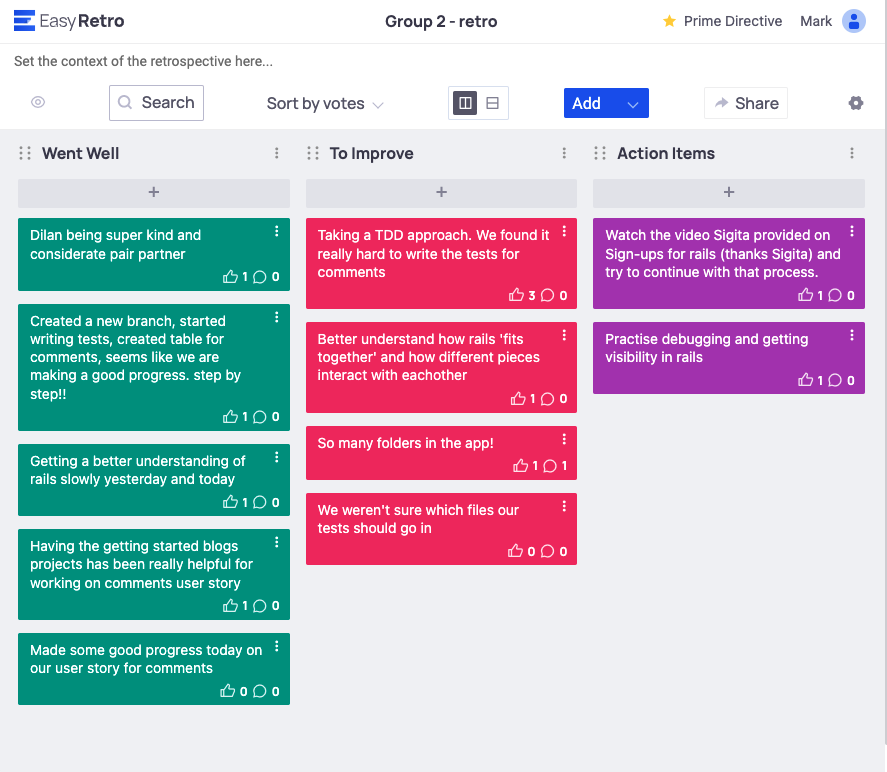 EasyRetro
Group 2 - retro
Prime Directive
Mark
Set the context of the retrospective here...
Search
Sort by votes
Add
Share
Went Well
To Improve
Action Items
+
+
+
Dilan being super kind and
considerate pair partner
1 0
Created a new branch, started
writing tests, created table for
comments, seems like we are
making a good progress. step by
step!!
1 0
Getting a better understanding of
rails slowly yesterday and today
1 0
Having the getting started blogs
projects has been really helpful for
working on comments user story
1 0
Made some good progress today on
our user story for comments
0 0
Taking a TDD approach. We found it
really hard to write the tests for
comments
3 0
Better understand how rails 'fits
together' and how different pieces
interact with eachother
1 0
So many folders in the app!
1 1
We weren't sure which files our
tests should go in
0 0
Watch the video Sigita provided on
Sign-ups for rails (thanks Sigita) and
try to continue with that process.
1 0
Practise debugging and getting
visibility in rails
1 0